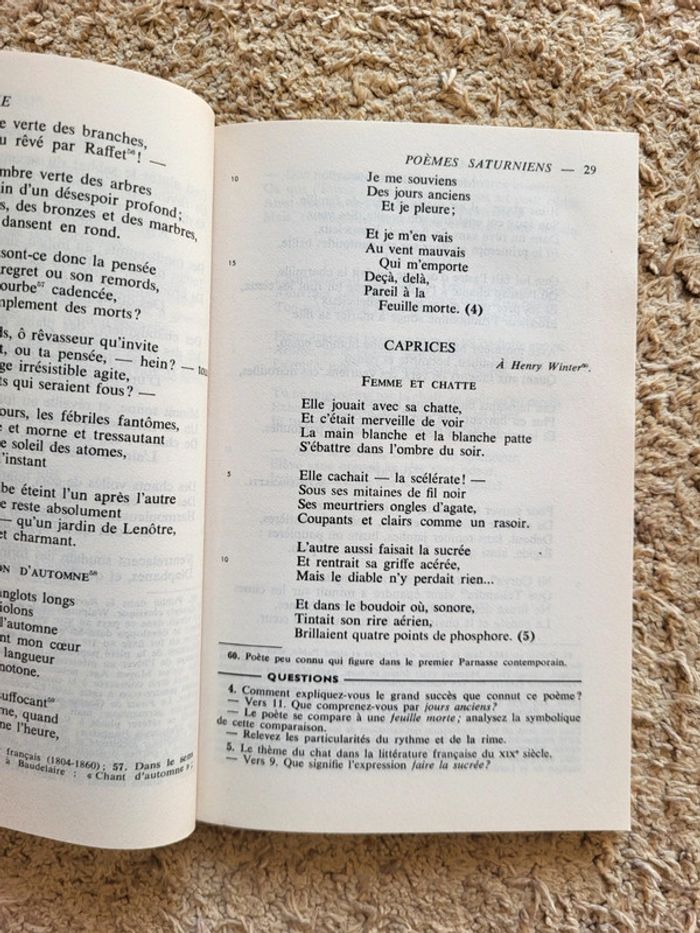 E
e verte des branches,
u rêvé par Raffet⁵⁶! —
mbre verte des arbres
in d'un désespoir profond;
s, des bronzes et des marbres,
dansent en rond.
sont-ce donc la pensée
regret ou son remords,
ourbe⁵⁷ cadencée,
mplement des morts?
ds, ô rêvasseur qu'invite
t, ou ta pensée, — hein? — tou
ge irrésistible agite,
ts qui seraient fous? —
ours, les fébriles fantômes,
e et morne et tressautant
e soleil des atomes,
l'instant
be éteint l'un après l'autre
e reste absolument
— qu'un jardin de Lenôtre,
et charmant.
ON D'AUTOMNE⁵⁸
anglots longs
iolons
l'automne
nt mon cœur
langueur
notone.
suffocant⁵⁹
me, quand
ne l'heure,
français (1804-1860); 57. Dans le sens
à Baudelaire : « Chant d'automne »;
POÈMES SATURNIENS — 29
10 Je me souviens
Des jours anciens
Et je pleure;
Et je m'en vais
Au vent mauvais
15 Qui m'emporte
Deçà, delà,
Pareil à la
Feuille morte. (4)
CAPRICES
À Henry Winter⁶⁰.
FEMME ET CHATTE
Elle jouait avec sa chatte,
Et c'était merveille de voir
La main blanche et la blanche patte
S'ébattre dans l'ombre du soir.
5 Elle cachait — la scélérate! —
Sous ses mitaines de fil noir
Ses meurtriers ongles d'agate,
Coupants et clairs comme un rasoir.
L'autre aussi faisait la sucrée
10 Et rentrait sa griffe acérée,
Mais le diable n'y perdait rien...
Et dans le boudoir où, sonore,
Tintait son rire aérien,
Brillaient quatre points de phosphore. (5)
60. Poète peu connu qui figure dans le premier Parnasse contemporain.
QUESTIONS
4. Comment expliquez-vous le grand succès que connut ce poème?
— Vers 11. Que comprenez-vous par jours anciens?
— Le poète se compare à une feuille morte; analysez la symbolique
de cette comparaison.
— Relevez les particularités du rythme et de la rime.
5. Le thème du chat dans la littérature française du XIXᵉ siècle.
— Vers 9. Que signifie l'expression faire la sucrée?